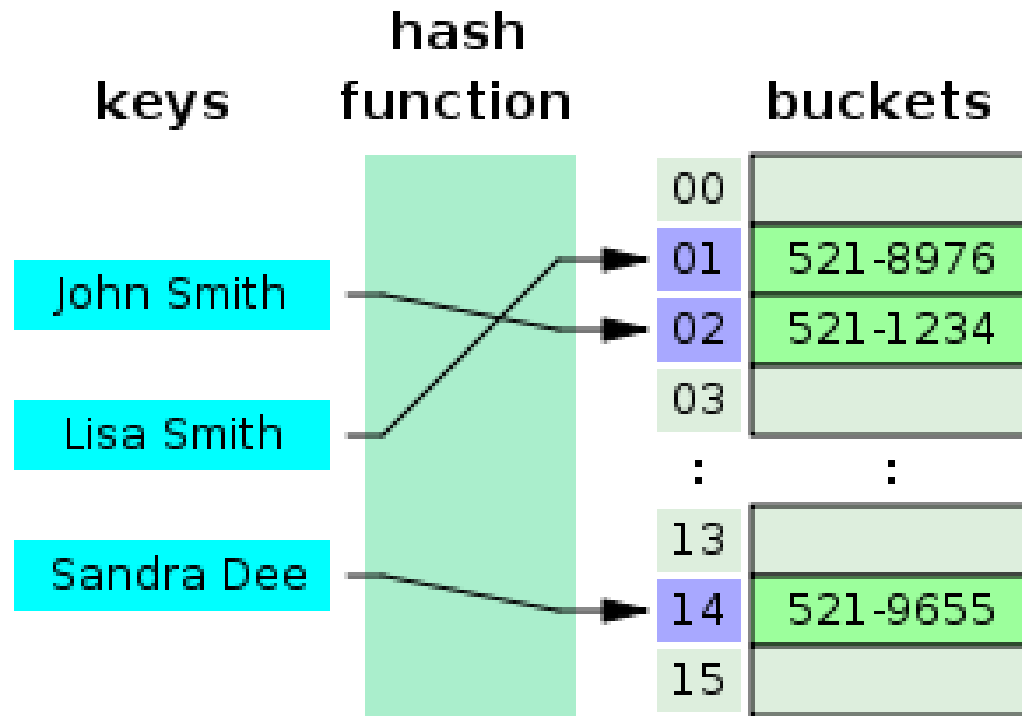 keys
hash
function
buckets
John Smith
Lisa Smith
Sandra Dee
00
01 521-8976
02 521-1234
03
: :
13
14 521-9655
15